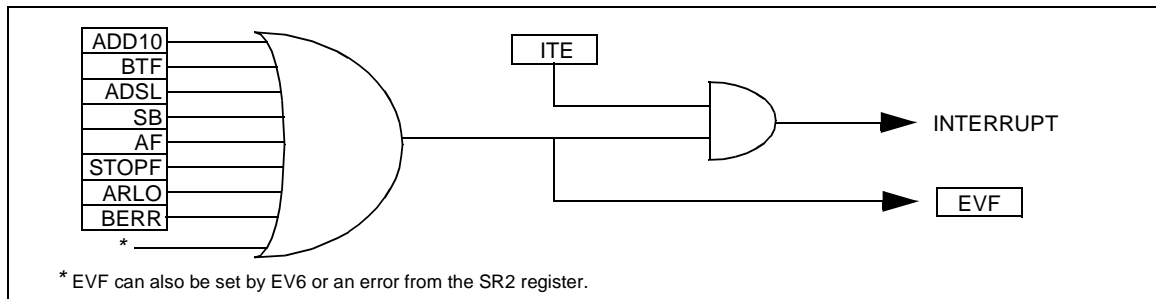 ADD10
BTF
ADSL
SB
AF
STOPF
ARLO
BERR
*
ITE
INTERRUPT
EVF
* EVF can also be set by EV6 or an error from the SR2 register.